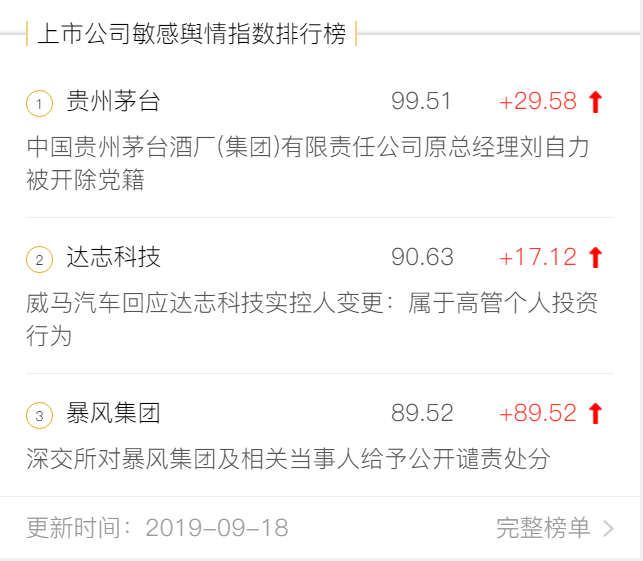 上市公司敏感舆情指数排行榜
1 贵州茅台 99.51 +29.58
中国贵州茅台酒厂(集团)有限责任公司原总经理刘自力
被开除党籍
2 达志科技 90.63 +17.12
威马汽车回应达志科技实控人变更：属于高管个人投资
行为
3 暴风集团 89.52 +89.52
深交所对暴风集团及相关当事人给予公开谴责处分
更新时间：2019-09-18 完整榜单